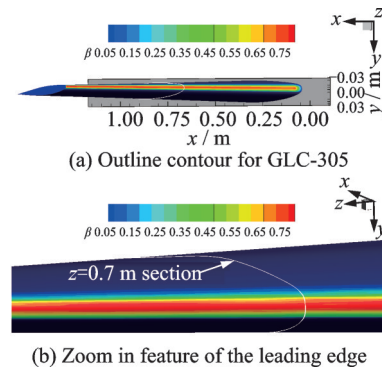 β 0.05 0.15 0.25 0.35 0.45 0.55 0.65 0.75
x z
y
0.03
0.00
0.03
y / m
1.00 0.75 0.50 0.25 0.00
x / m
(a) Outline contour for GLC-305
β 0.05 0.15 0.25 0.35 0.45 0.55 0.65 0.75
x
z
y
z=0.7 m section
(b) Zoom in feature of the leading edge